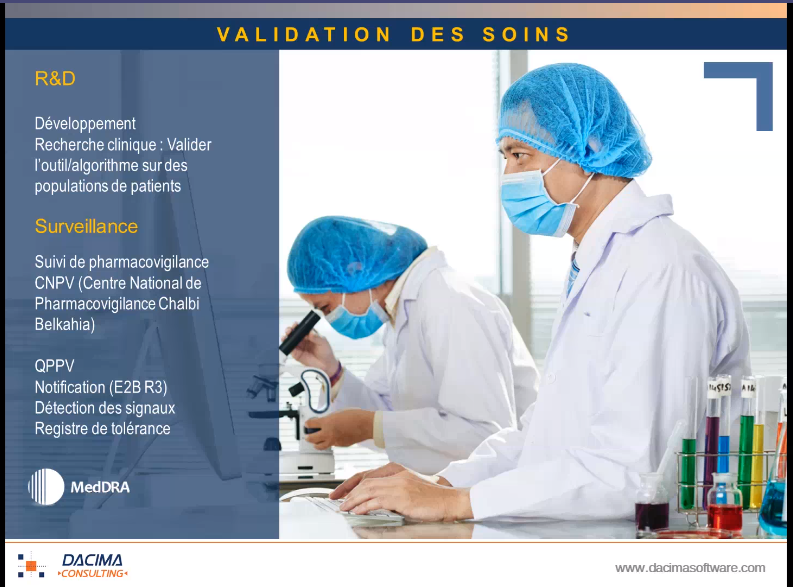 VALIDATION DES SOINS
R&D
Développement
Recherche clinique : Valider
l'outil/algorithme sur des
populations de patients
Surveillance
Suivi de pharmacovigilance
CNPV (Centre National de
Pharmacovigilance Chalbi
Belkahia)
QPPV
Notification (E2B R3)
Détection des signaux
Registre de tolérance
MedDRA
DACIMA
CONSULTING
www.dacimasoftware.com